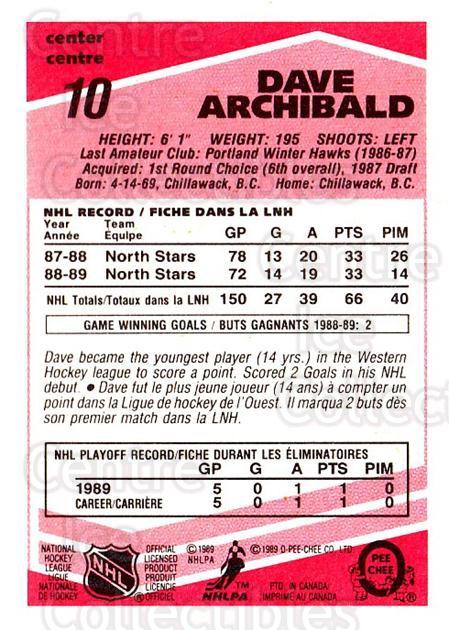 center
centre
10
DAVE
ARCHIBALD
HEIGHT: 6' 1" WEIGHT: 195 SHOOTS: LEFT
Last Amateur Club: Portland Winter Hawks (1986-87)
Acquired: 1st Round Choice (6th overall), 1987 Draft
Born: 4-14-69, Chillawack, B.C. Home: Chillawack, B.C.
NHL RECORD / FICHE DANS LA LNH
Year Team
Année Équipe GP G A PTS PIM
87-88 North Stars 78 13 20 33 26
88-89 North Stars 72 14 19 33 14
NHL Totals/Totaux dans la LNH 150 27 39 66 40
GAME WINNING GOALS / BUTS GAGNANTS 1988-89: 2
Dave became the youngest player (14 yrs.) in the Western
Hockey league to score a point. Scored 2 Goals in his NHL
debut. ● Dave fut le plus jeune joueur (14 ans) à compter un
point dans la Ligue de hockey de l'Ouest. Il marqua 2 buts dès
son premier match dans la LNH.
NHL PLAYOFF RECORD/FICHE DURANT LES ÉLIMINATOIRES
GP G A PTS PIM
1989 5 0 1 1 0
CAREER/CARRIÈRE 5 0 1 1 0
NATIONAL
HOCKEY
LEAGUE
LIGUE
NATIONALE
DE HOCKEY
NHL
OFFICIAL
LICENSED
PRODUCT
PRODUIT
LICENCIE
OFFICIEL
©1989
NHLPA
NHLPA
TM
©1989 O-PEE-CHEE CO. LTD.
PTD. IN CANADA
IMPRIMÉ AU CANADA
O
PEE
CHEE
Centre Ice Collectibles